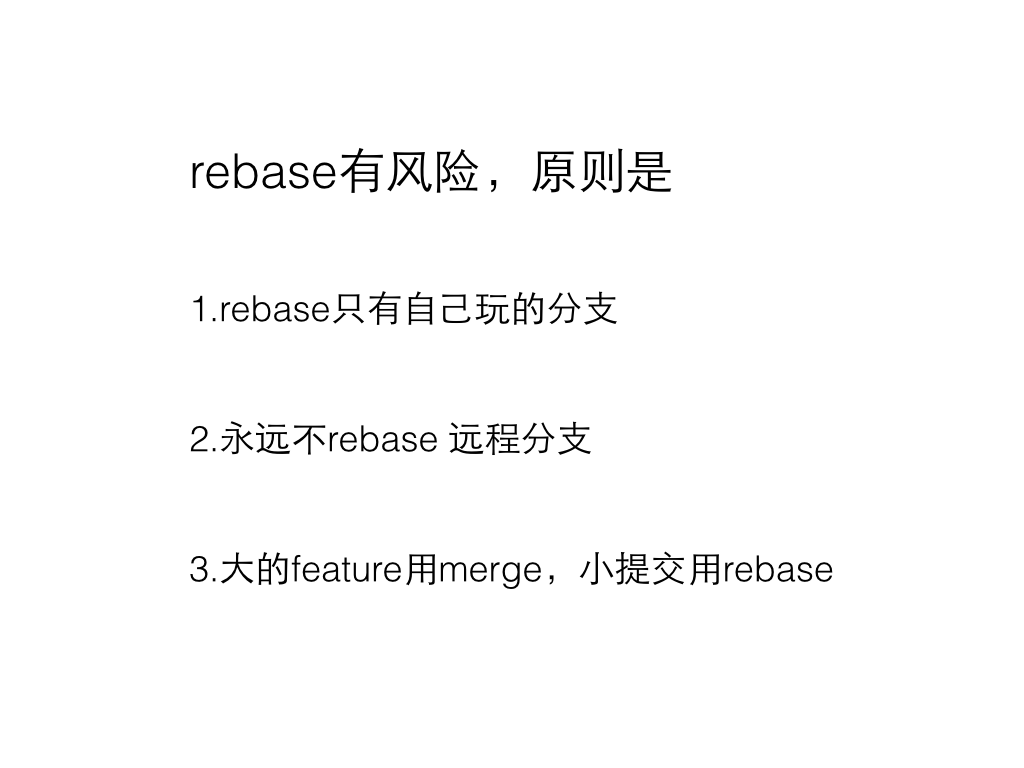 rebase有风险，原则是
1.rebase只有自己玩的分支
2.永远不rebase 远程分支
3.大的feature用merge，小提交用rebase